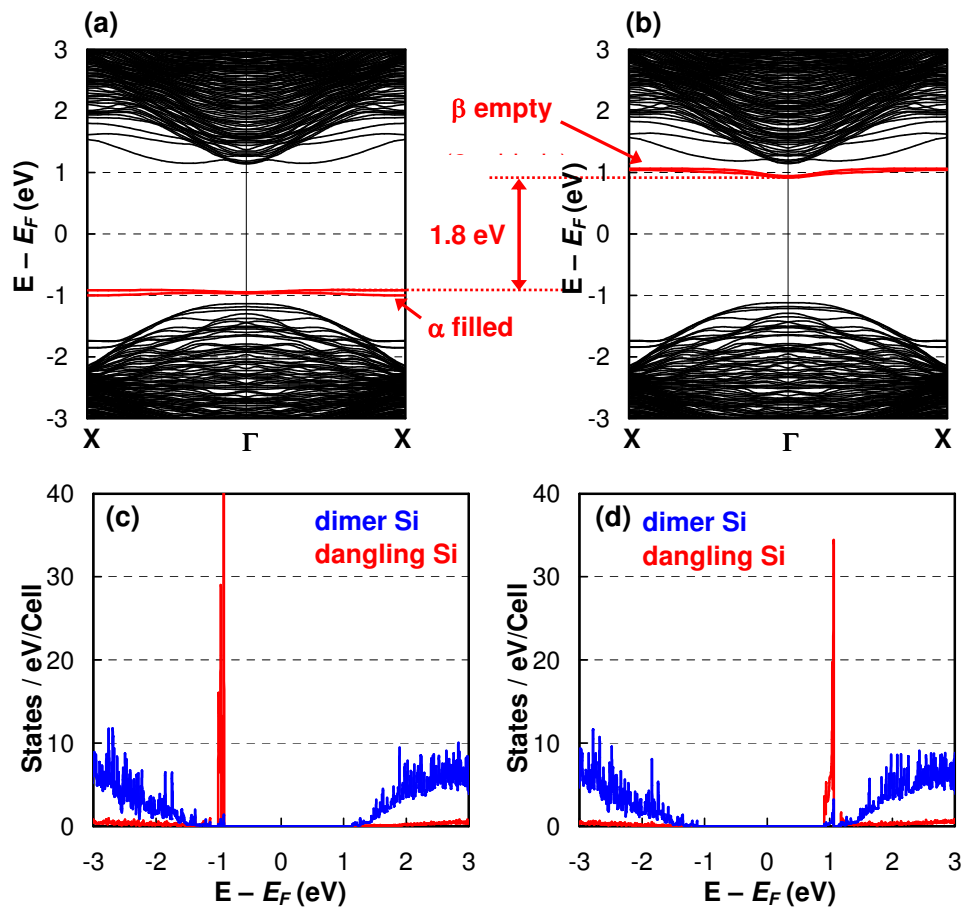 (a)
(b)
3
2
1
0
-1
-2
-3
E – E_F (eV)
X
Γ
X
α filled
1.8 eV
β empty
3
2
1
0
-1
-2
-3
E – E_F (eV)
X
Γ
X
(c)
dimer Si
dangling Si
40
30
20
10
0
States / eV/Cell
-3 -2 -1 0 1 2 3
E – E_F (eV)
(d)
dimer Si
dangling Si
40
30
20
10
0
States / eV/Cell
-3 -2 -1 0 1 2 3
E – E_F (eV)